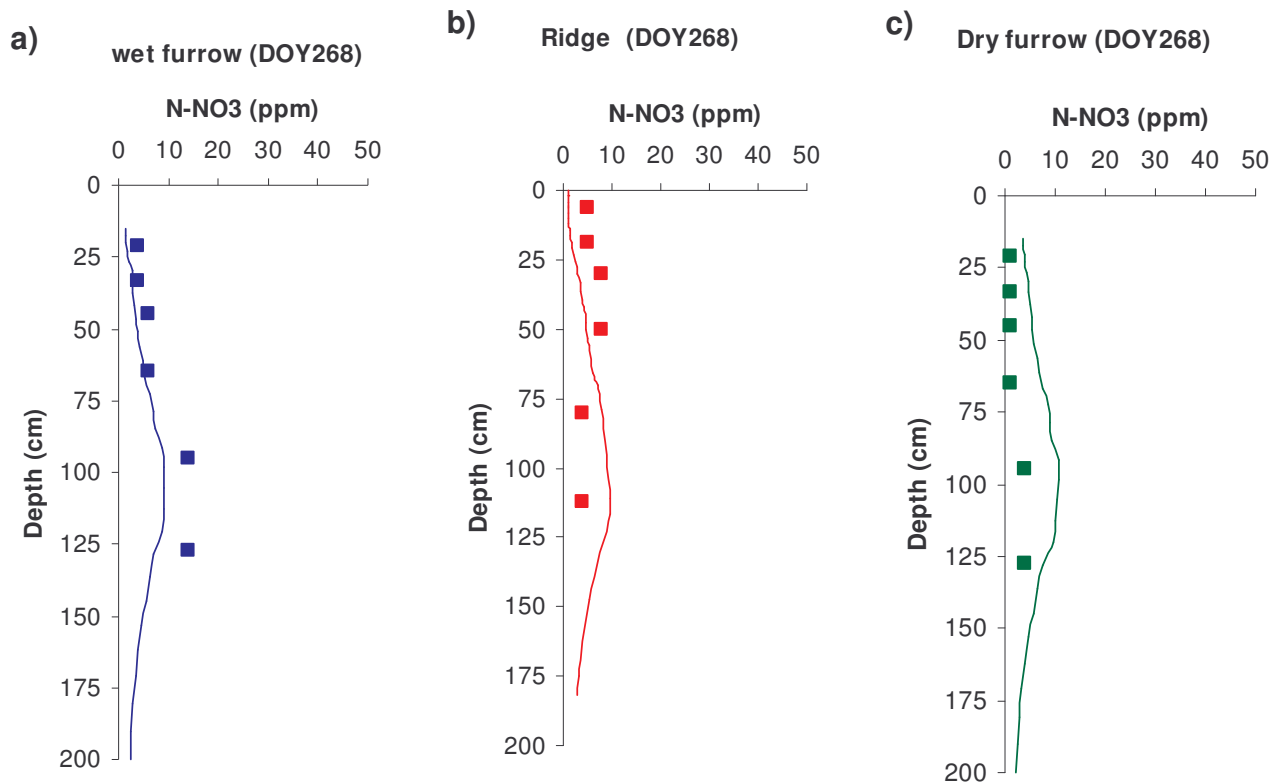 a)
wet furrow (DOY268)
N-NO3 (ppm)
0 10 20 30 40 50
0
25
50
75
100
125
150
175
200
Depth (cm)
b)
Ridge (DOY268)
N-NO3 (ppm)
0 10 20 30 40 50
0
25
50
75
100
125
150
175
200
Depth (cm)
c)
Dry furrow (DOY268)
N-NO3 (ppm)
0 10 20 30 40 50
0
25
50
75
100
125
150
175
200
Depth (cm)